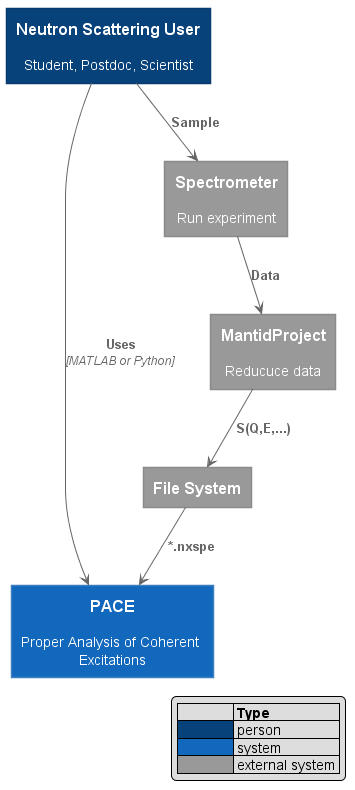 Neutron Scattering User
Student, Postdoc, Scientist
Sample
Spectrometer
Run experiment
Data
MantidProject
Reducuce data
Uses
[MATLAB or Python]
S(Q,E,...)
File System
*.nxspe
PACE
Proper Analysis of Coherent
Excitations
Type
person
system
external system